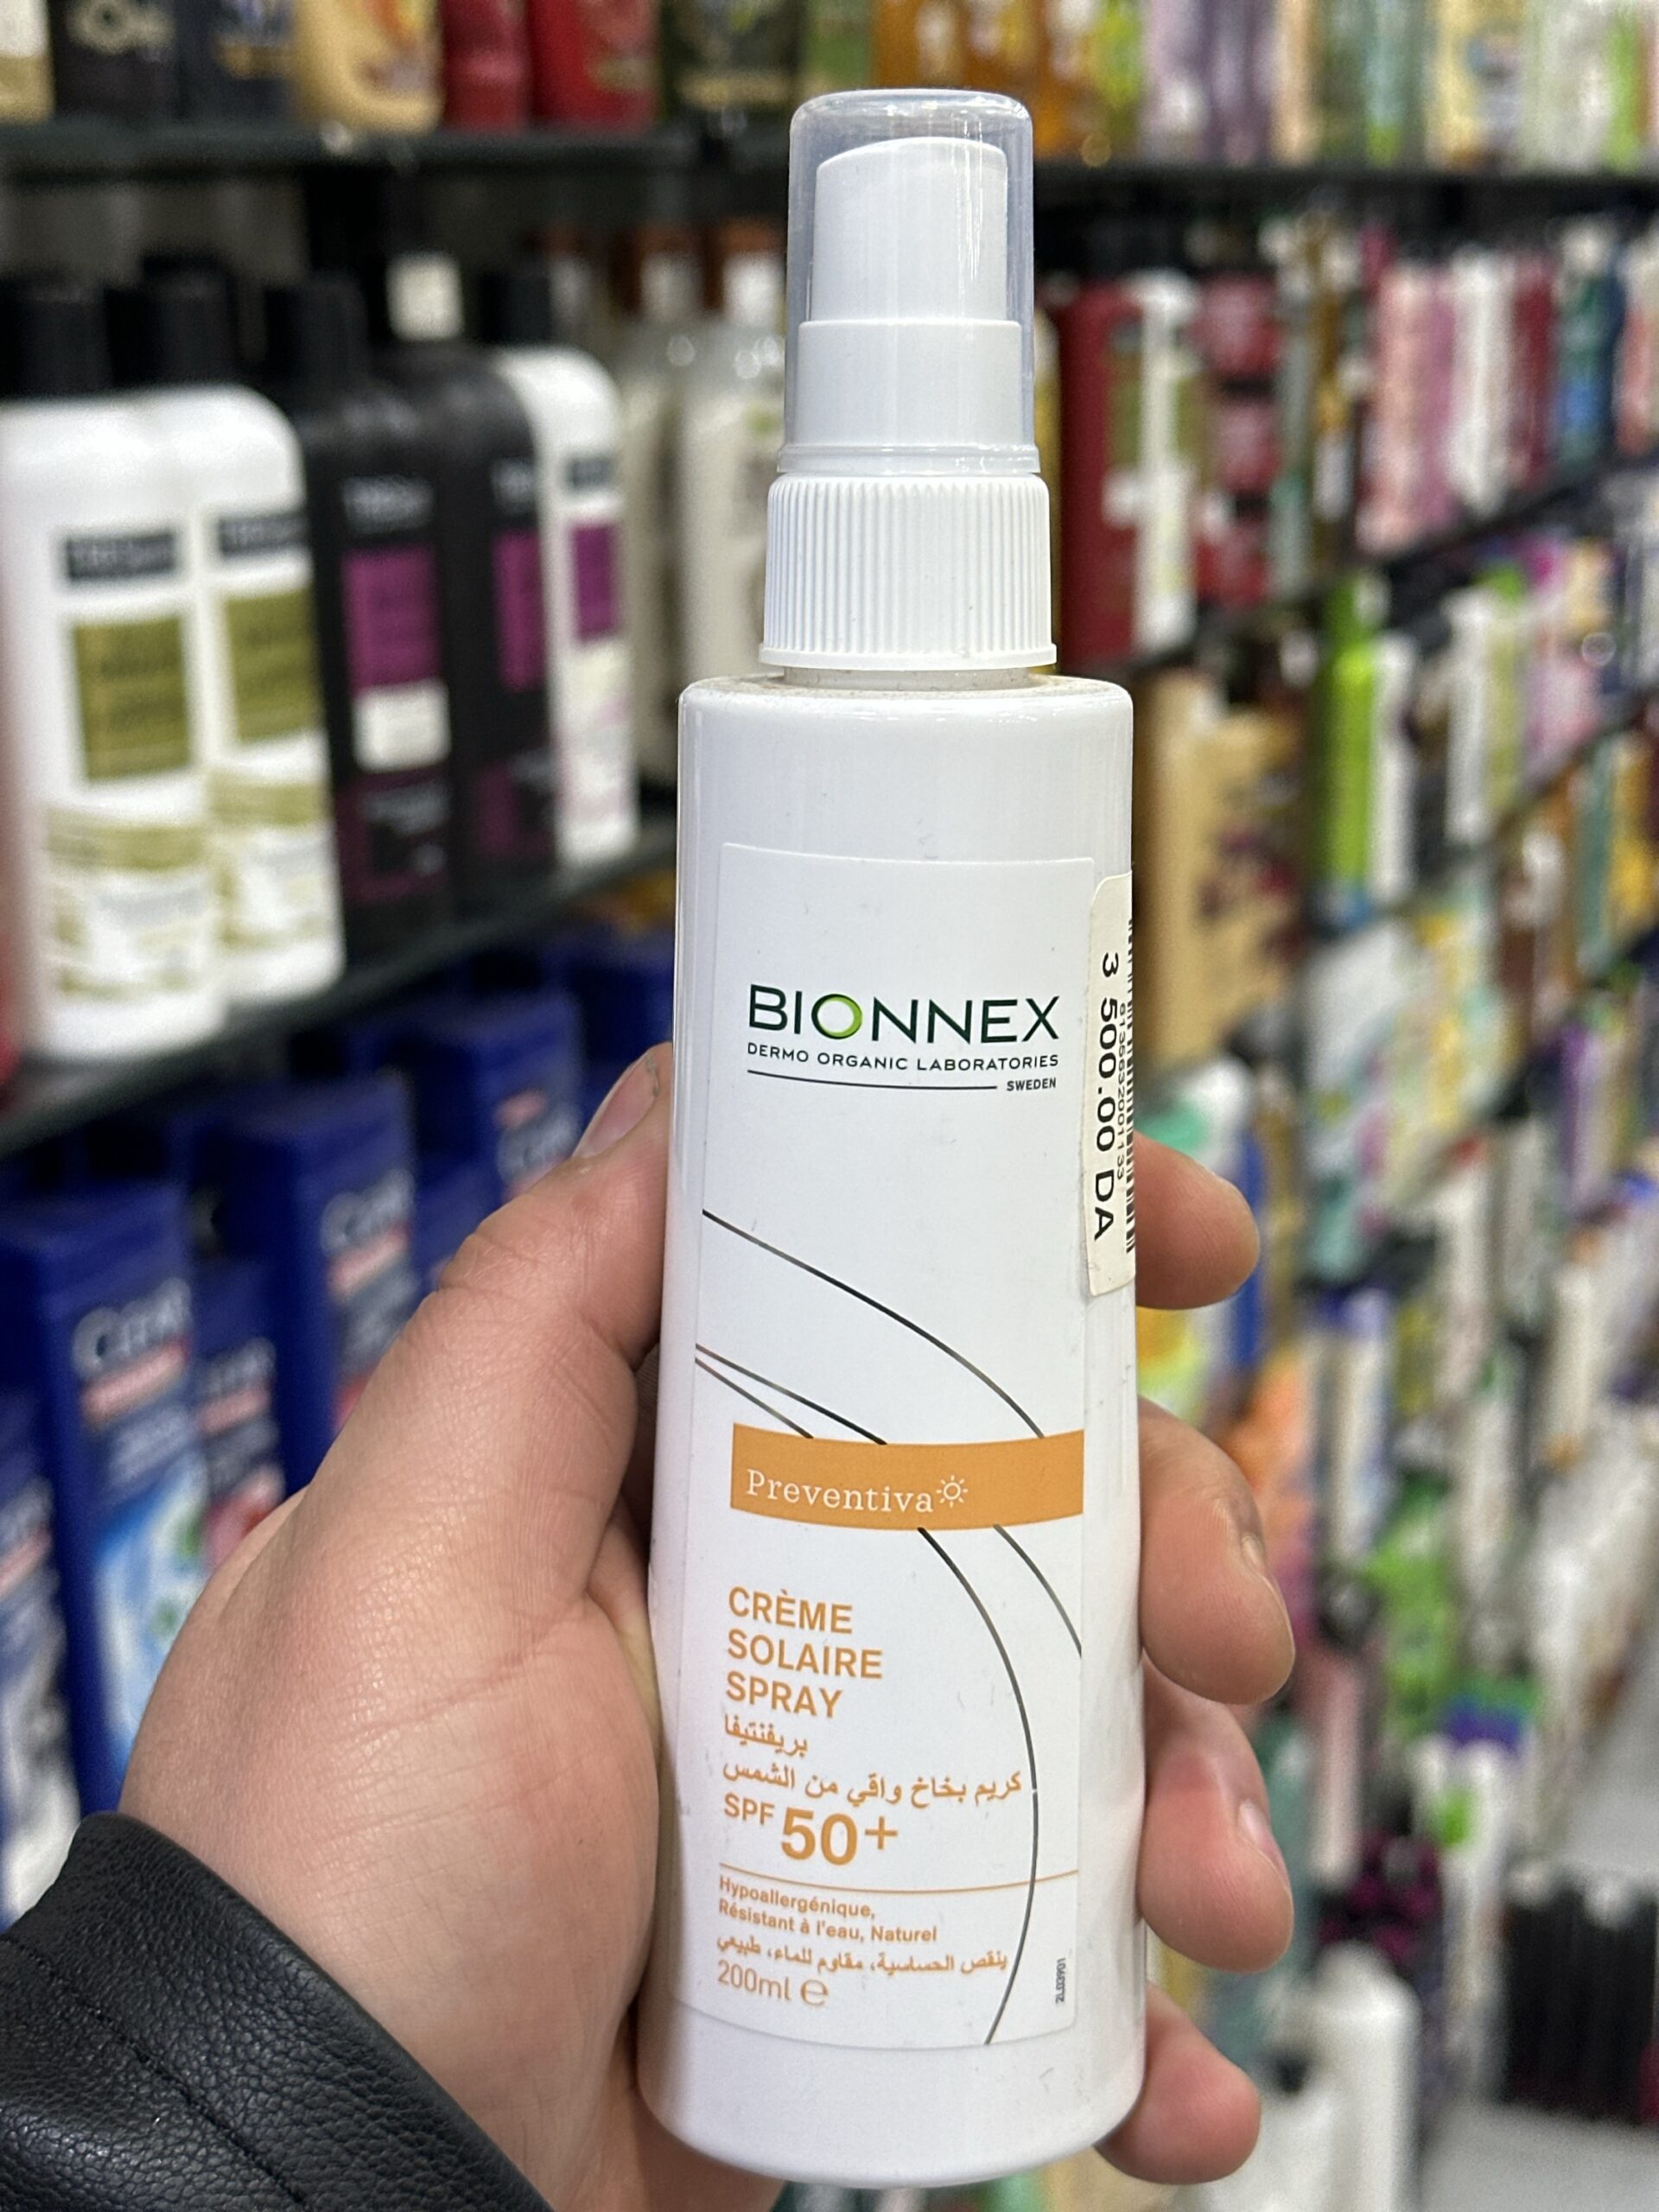 BIONNEX
DERMO ORGANIC LABORATORIES
SWEDEN
3 500.00 DA
Preventiva
CRÈME
SOLAIRE
SPRAY
بريفنتيفا
كريم بخاخ واقي من الشمس
SPF 50+
Hypoallergénique,
Résistant à l'eau, Naturel
ينقص الحساسية، مقاوم للماء، طبيعي
200ml ℮
Clear